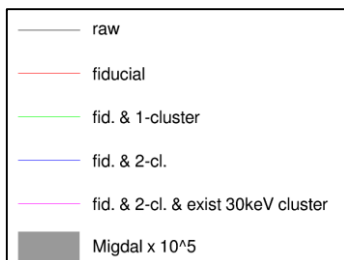 raw
fiducial
fid. & 1-cluster
fid. & 2-cl.
fid. & 2-cl. & exist 30keV cluster
Migdal x 10^5